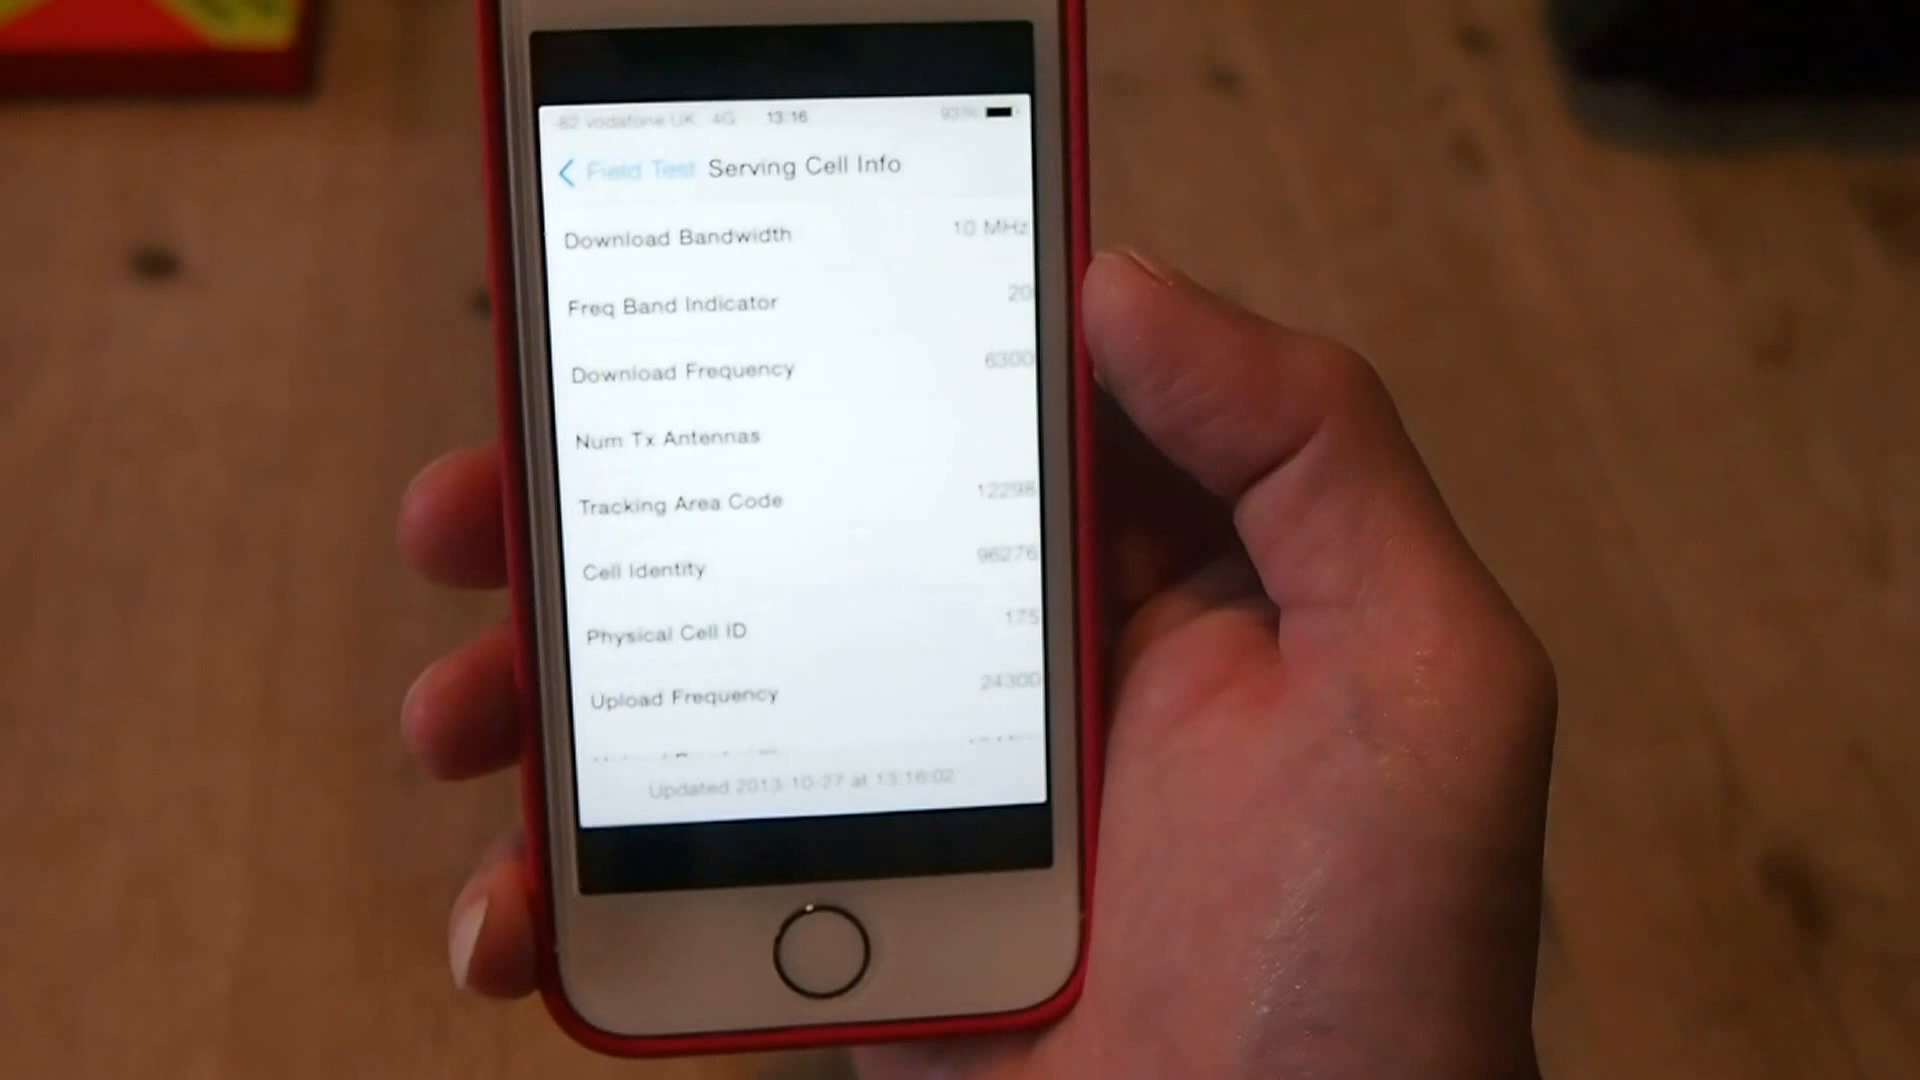 -82 vodafone UK 4G 13:16 93%
Field Test Serving Cell Info
Download Bandwidth 10 MHz
Freq Band Indicator 20
Download Frequency 6300
Num Tx Antennas
Tracking Area Code 12298
Cell Identity 96276
Physical Cell ID 175
Upload Frequency 24300
Updated 2013-10-27 at 13:16:02